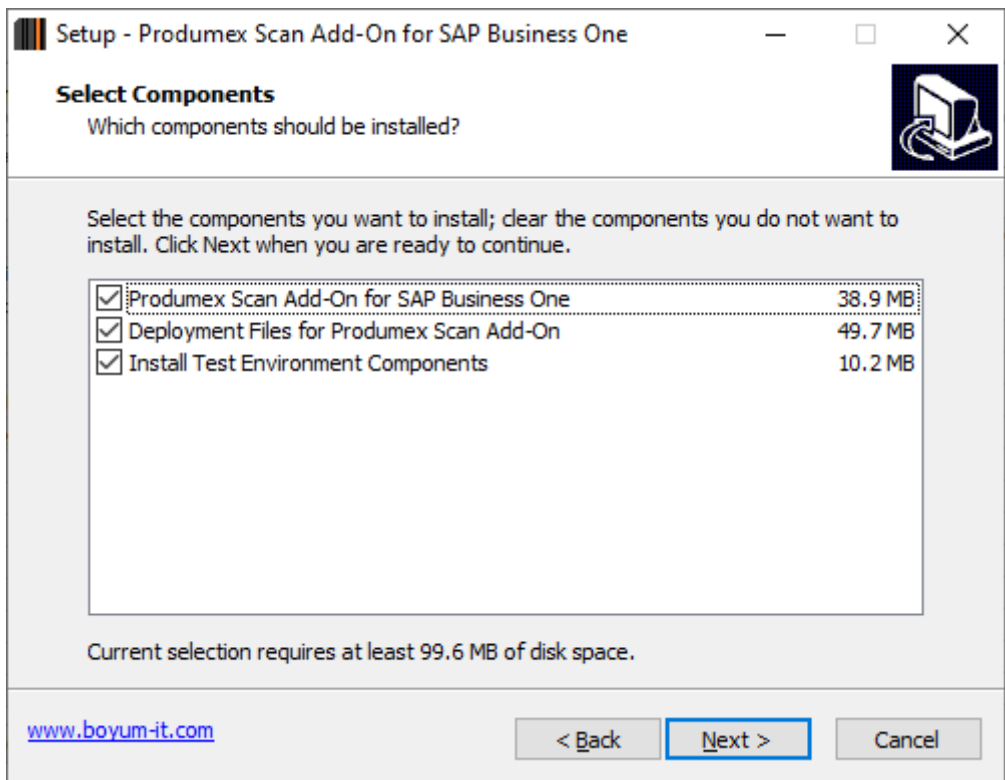 Setup - Produmex Scan Add-On for SAP Business One
Select Components
Which components should be installed?
Select the components you want to install; clear the components you do not want to
install. Click Next when you are ready to continue.
Produmex Scan Add-On for SAP Business One 38.9 MB
Deployment Files for Produmex Scan Add-On 49.7 MB
Install Test Environment Components 10.2 MB
Current selection requires at least 99.6 MB of disk space.
www.boyum-it.com < Back Next > Cancel